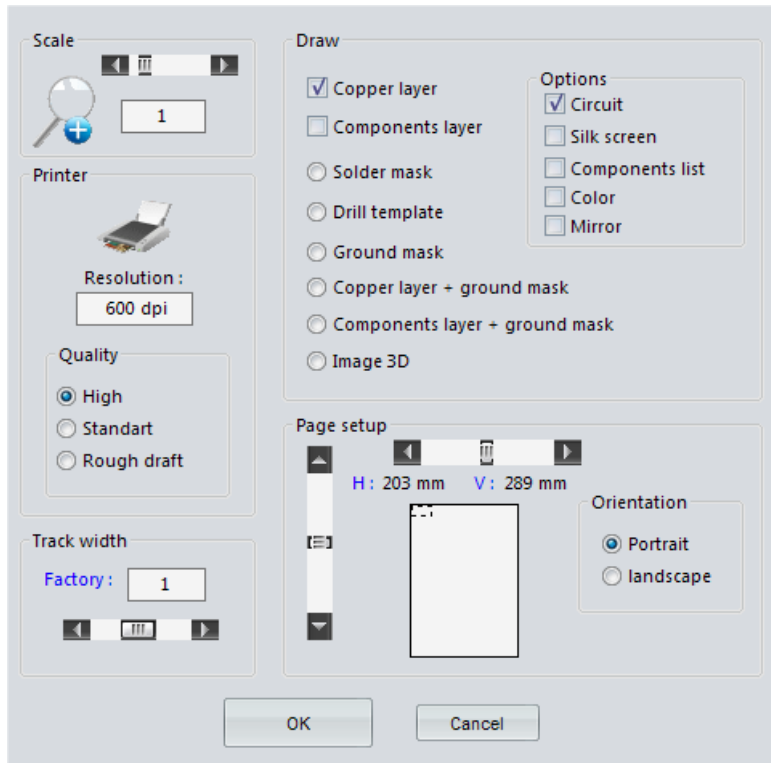 Scale
1
Printer
Resolution :
600 dpi
Quality
High
Standart
Rough draft
Track width
Factory :
1
Draw
Copper layer
Components layer
Solder mask
Drill template
Ground mask
Copper layer + ground mask
Components layer + ground mask
Image 3D
Options
Circuit
Silk screen
Components list
Color
Mirror
Page setup
H : 203 mm V : 289 mm
Orientation
Portrait
landscape
OK
Cancel